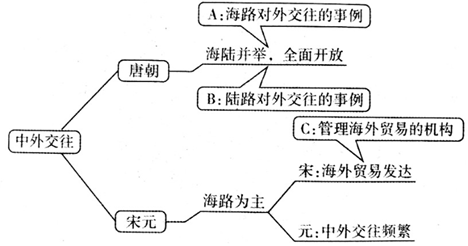 A:海路对外交往的事例
唐朝
海陆并举，全面开放
B:陆路对外交往的事例
中外交往
C:管理海外贸易的机构
宋:海外贸易发达
宋元
海路为主
元:中外交往频繁